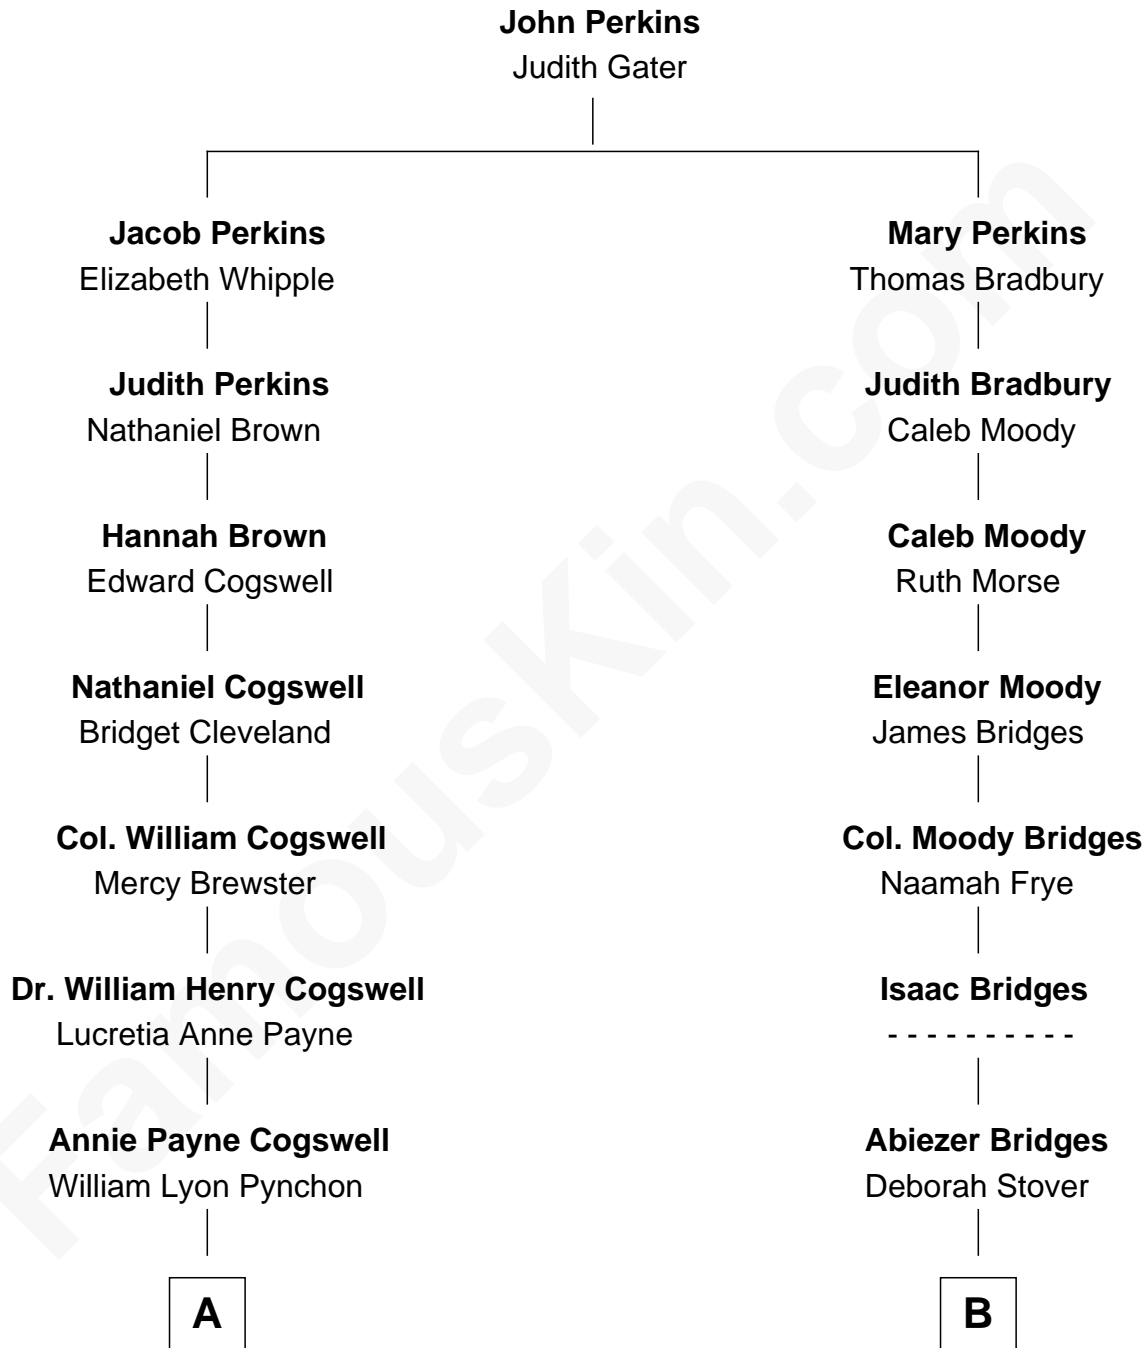 John Perkins
Judith Gater
Jacob Perkins
Elizabeth Whipple
Mary Perkins
Thomas Bradbury
Judith Perkins
Nathaniel Brown
Judith Bradbury
Caleb Moody
Hannah Brown
Edward Cogswell
Caleb Moody
Ruth Morse
Nathaniel Cogswell
Bridget Cleveland
Eleanor Moody
James Bridges
Col. William Cogswell
Mercy Brewster
Col. Moody Bridges
Naamah Frye
Dr. William Henry Cogswell
Lucretia Anne Payne
Isaac Bridges
- - - - - - - - - -
Annie Payne Cogswell
William Lyon Pynchon
Abiezer Bridges
Deborah Stover
A
B
FamousKin.com